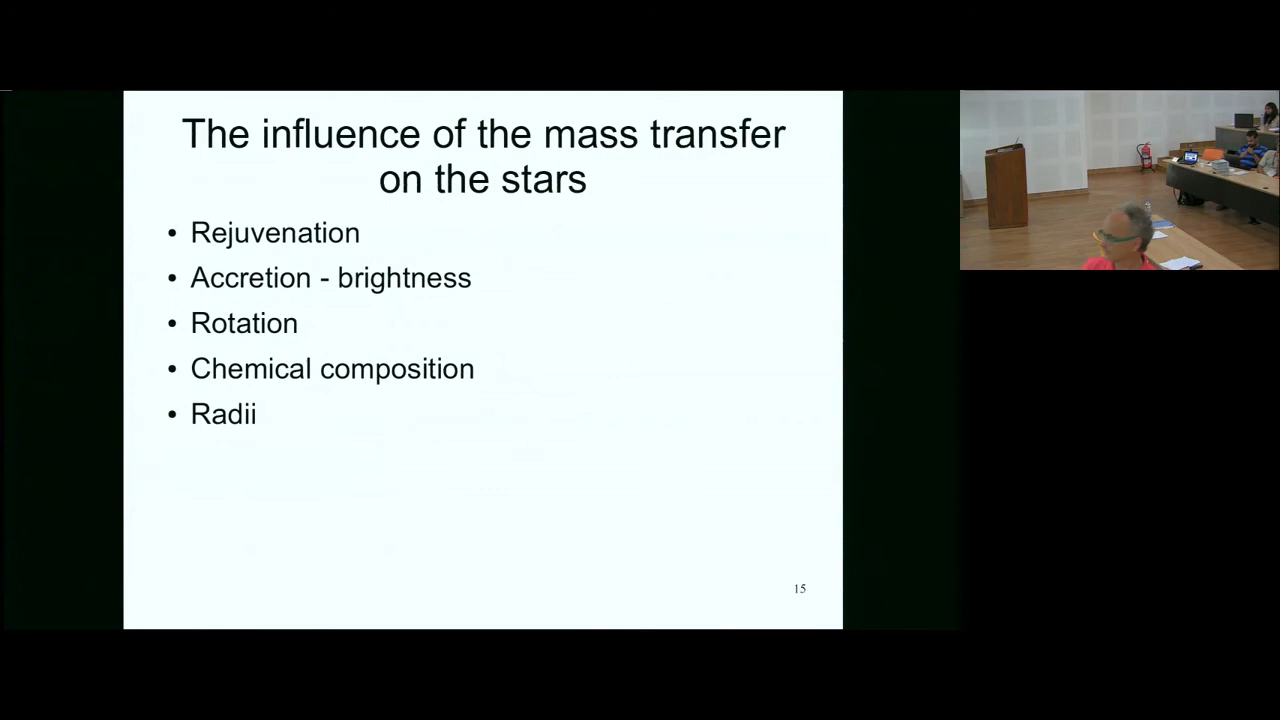 The influence of the mass transfer
on the stars
• Rejuvenation
• Accretion - brightness
• Rotation
• Chemical composition
• Radii
15